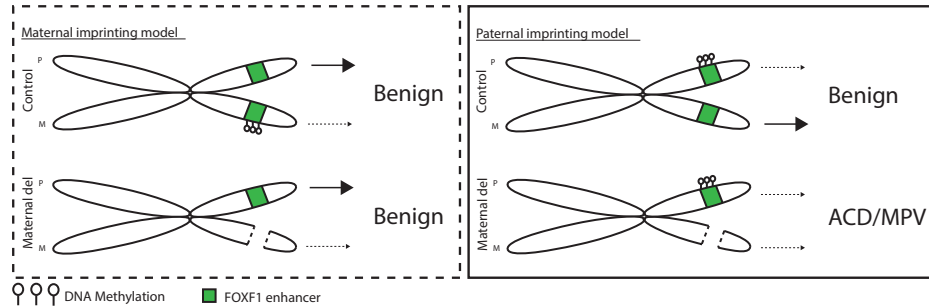 Maternal imprinting model
P
Control
M
Benign
P
Maternal del
M
Benign
Paternal imprinting model
P
Control
M
Benign
P
Maternal del
M
ACD/MPV
DNA Methylation
FOXF1 enhancer